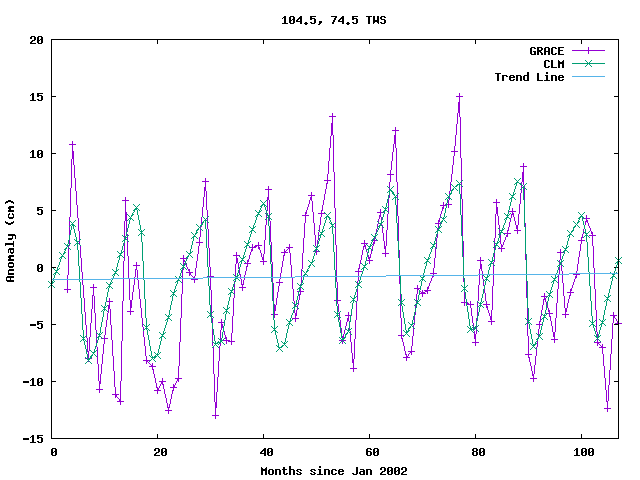 104.5, 74.5 TWS
GRACE
CLM
Trend Line
20
15
10
5
0
-5
-10
-15
Anomaly (cm)
0 20 40 60 80 100
Months since Jan 2002